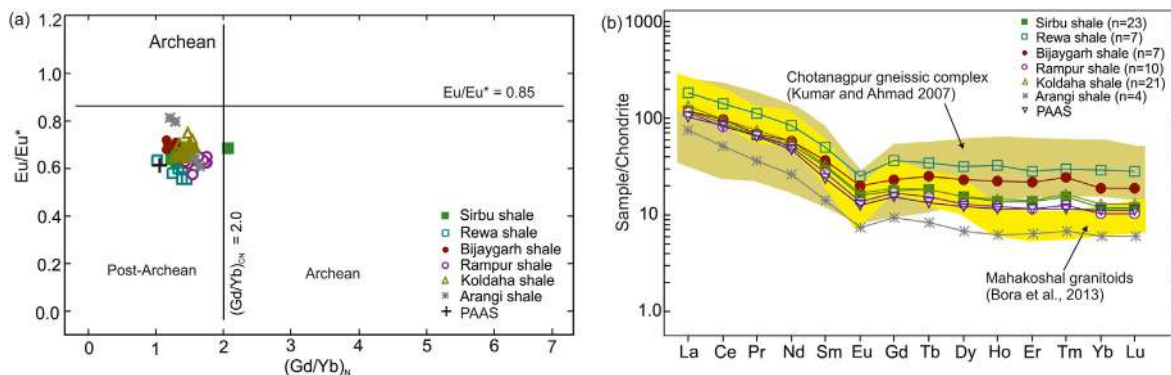 (a)
Eu/Eu*
1.2
1.0
0.8
0.6
0.4
0.2
0.0
Archean
Eu/Eu* = 0.85
(Gd/Yb)CN = 2.0
Post-Archean
Archean
Sirbu shale
Rewa shale
Bijaygarh shale
Rampur shale
Koldaha shale
Arangi shale
PAAS
0 1 2 3 4 5 6 7
(Gd/Yb)N
(b)
Sample/Chondrite
100
10
1.0
Sirbu shale (n=23)
Rewa shale (n=7)
Bijaygarh shale (n=7)
Rampur shale (n=10)
Koldaha shale (n=21)
Arangi shale (n=4)
PAAS
Chotanagpur gneissic complex
(Kumar and Ahmad 2007)
Mahakoshal granitoids
(Bora et al., 2013)
La Ce Pr Nd Sm Eu Gd Tb Dy Ho Er Tm Yb Lu